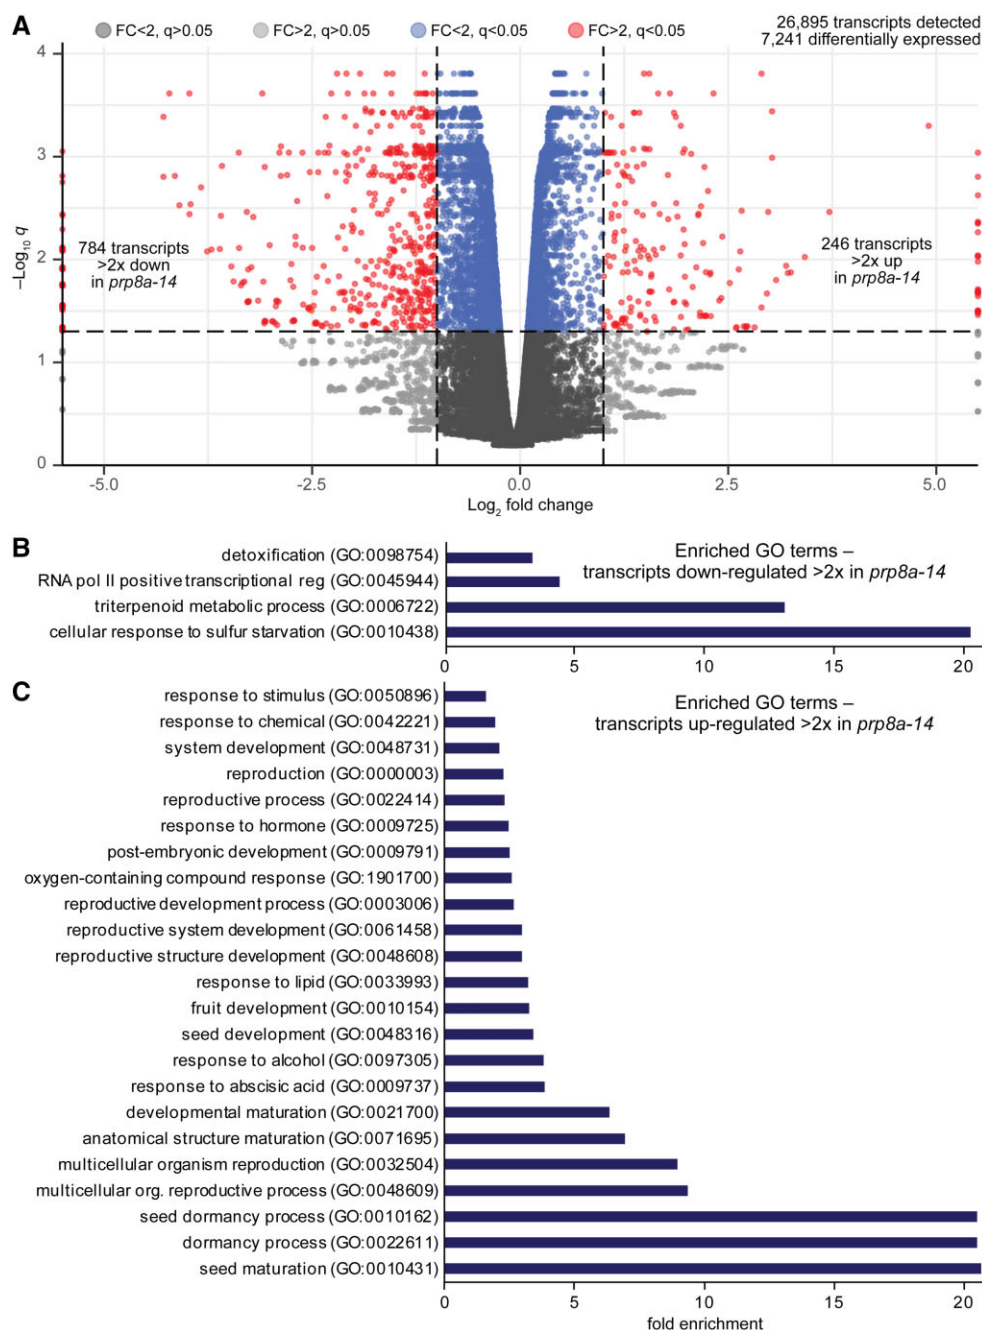 A
FC<2, q>0.05 FC>2, q>0.05 FC<2, q<0.05 FC>2, q<0.05
26,895 transcripts detected
7,241 differentially expressed
4
3
2
1
0
–Log10 q
784 transcripts
>2x down
in prp8a-14
246 transcripts
>2x up
in prp8a-14
-5.0 -2.5 0.0 2.5 5.0
Log2 fold change
B
Enriched GO terms –
transcripts down-regulated >2x in prp8a-14
detoxification (GO:0098754)
RNA pol II positive transcriptional reg (GO:0045944)
triterpenoid metabolic process (GO:0006722)
cellular response to sulfur starvation (GO:0010438)
0 5 10 15 20
C
Enriched GO terms –
transcripts up-regulated >2x in prp8a-14
response to stimulus (GO:0050896)
response to chemical (GO:0042221)
system development (GO:0048731)
reproduction (GO:0000003)
reproductive process (GO:0022414)
response to hormone (GO:0009725)
post-embryonic development (GO:0009791)
oxygen-containing compound response (GO:1901700)
reproductive development process (GO:0003006)
reproductive system development (GO:0061458)
reproductive structure development (GO:0048608)
response to lipid (GO:0033993)
fruit development (GO:0010154)
seed development (GO:0048316)
response to alcohol (GO:0097305)
response to abscisic acid (GO:0009737)
developmental maturation (GO:0021700)
anatomical structure maturation (GO:0071695)
multicellular organism reproduction (GO:0032504)
multicellular org. reproductive process (GO:0048609)
seed dormancy process (GO:0010162)
dormancy process (GO:0022611)
seed maturation (GO:0010431)
0 5 10 15 20
fold enrichment